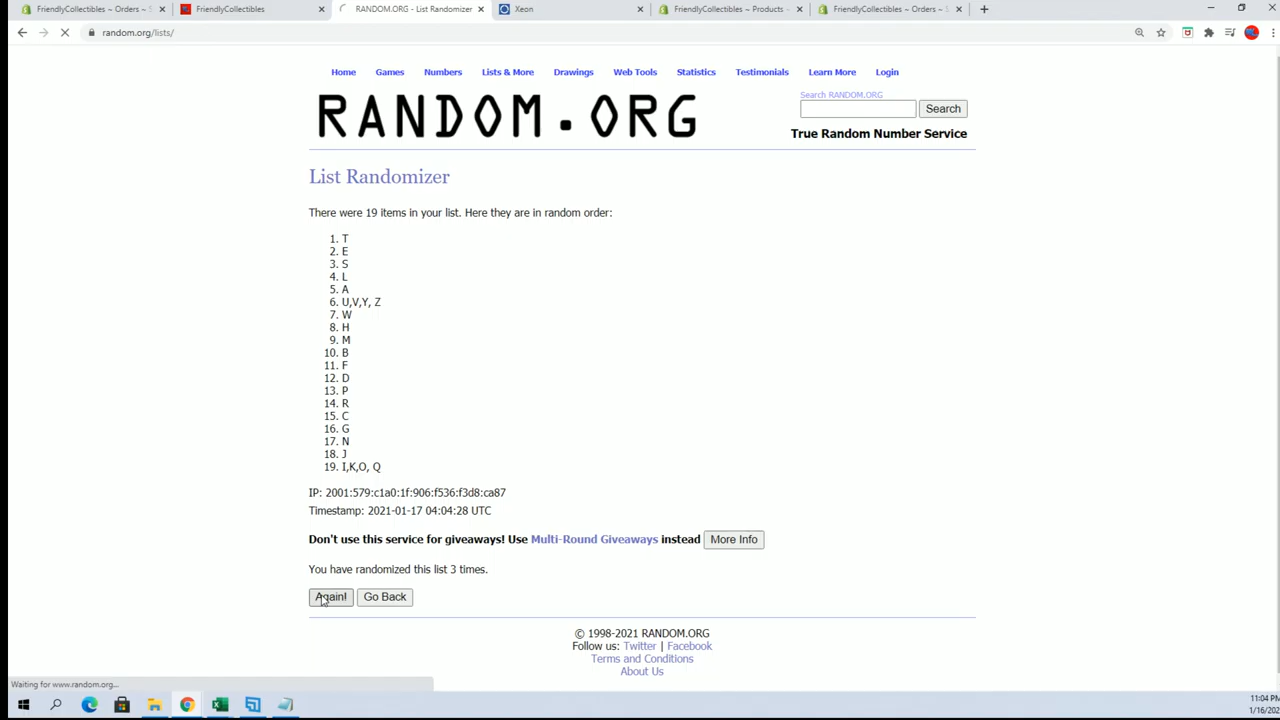 FriendlyCollectibles ~ Orders ~ S
FriendlyCollectibles
RANDOM.ORG - List Randomizer
Xeon
FriendlyCollectibles ~ Products ~
FriendlyCollectibles ~ Orders ~ S
random.org/lists/
Home Games Numbers Lists & More Drawings Web Tools Statistics Testimonials Learn More Login
RANDOM.ORG
Search RANDOM.ORG
Search
True Random Number Service
List Randomizer
There were 19 items in your list. Here they are in random order:
1. T
2. E
3. S
4. L
5. A
6. U,V,Y, Z
7. W
8. H
9. M
10. B
11. F
12. D
13. P
14. R
15. C
16. G
17. N
18. J
19. I,K,O, Q
IP: 2001:579:c1a0:1f:906:f536:f3d8:ca87
Timestamp: 2021-01-17 04:04:28 UTC
Don't use this service for giveaways! Use Multi-Round Giveaways instead More Info
You have randomized this list 3 times.
Again! Go Back
© 1998-2021 RANDOM.ORG
Follow us: Twitter | Facebook
Terms and Conditions
About Us
Waiting for www.random.org...
11:04 PM
1/16/202